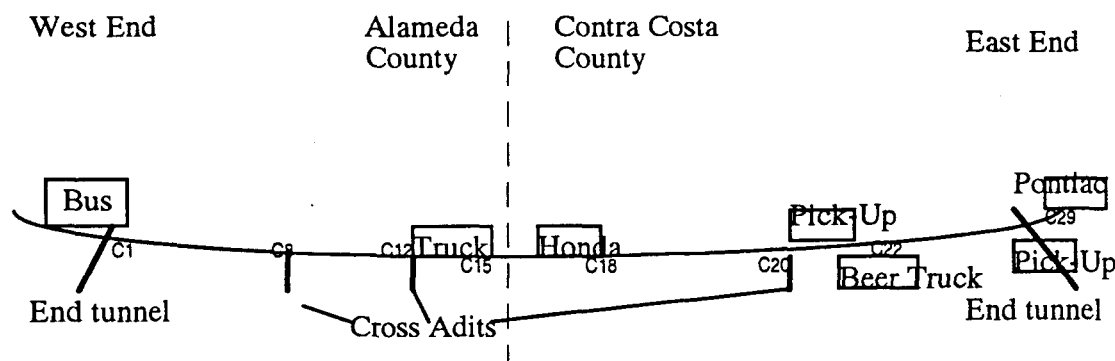 West End
Alameda
County
Contra Costa
County
East End
Bus
Pontiac
Pick-Up
C29
C1
C8
C12
Truck
C15
Honda
C18
C20
C22
Beer Truck
Pick-Up
End tunnel
Cross Adits
End tunnel